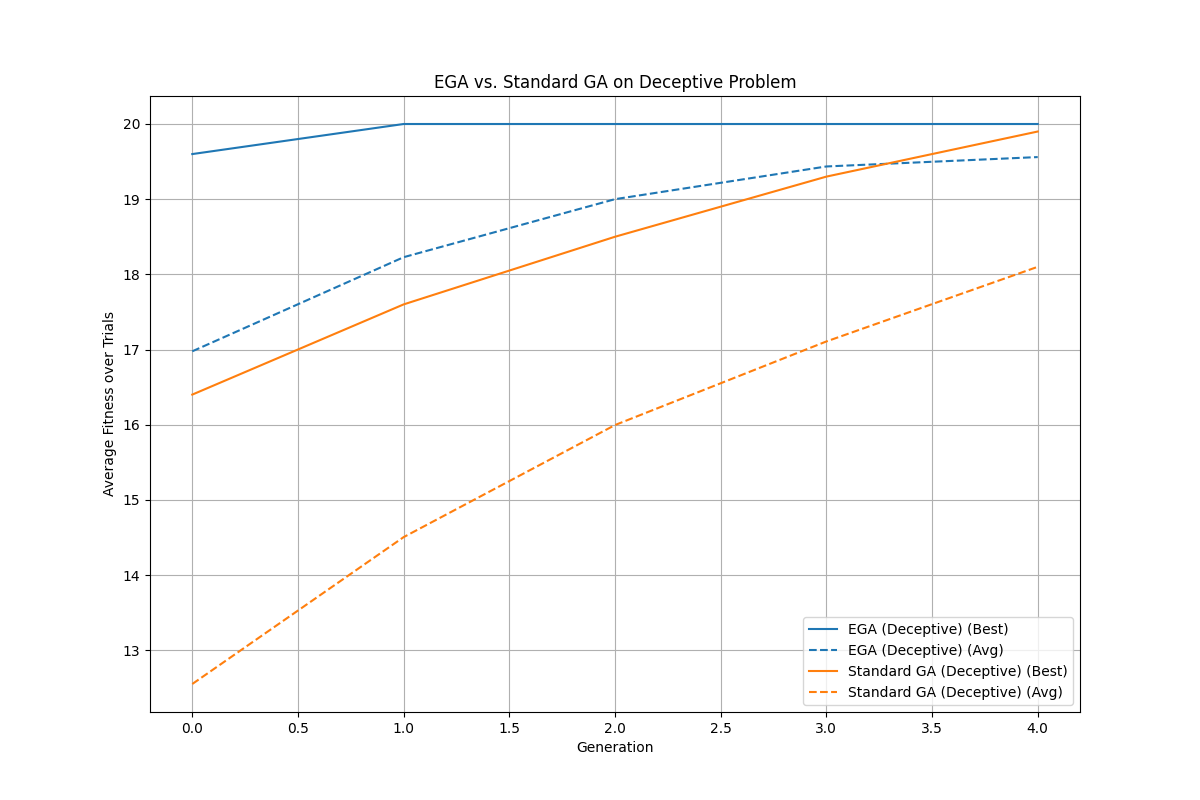 EGA vs. Standard GA on Deceptive Problem
Average Fitness over Trials
20
19
18
17
16
15
14
13
EGA (Deceptive) (Best)
EGA (Deceptive) (Avg)
Standard GA (Deceptive) (Best)
Standard GA (Deceptive) (Avg)
0.0 0.5 1.0 1.5 2.0 2.5 3.0 3.5 4.0
Generation